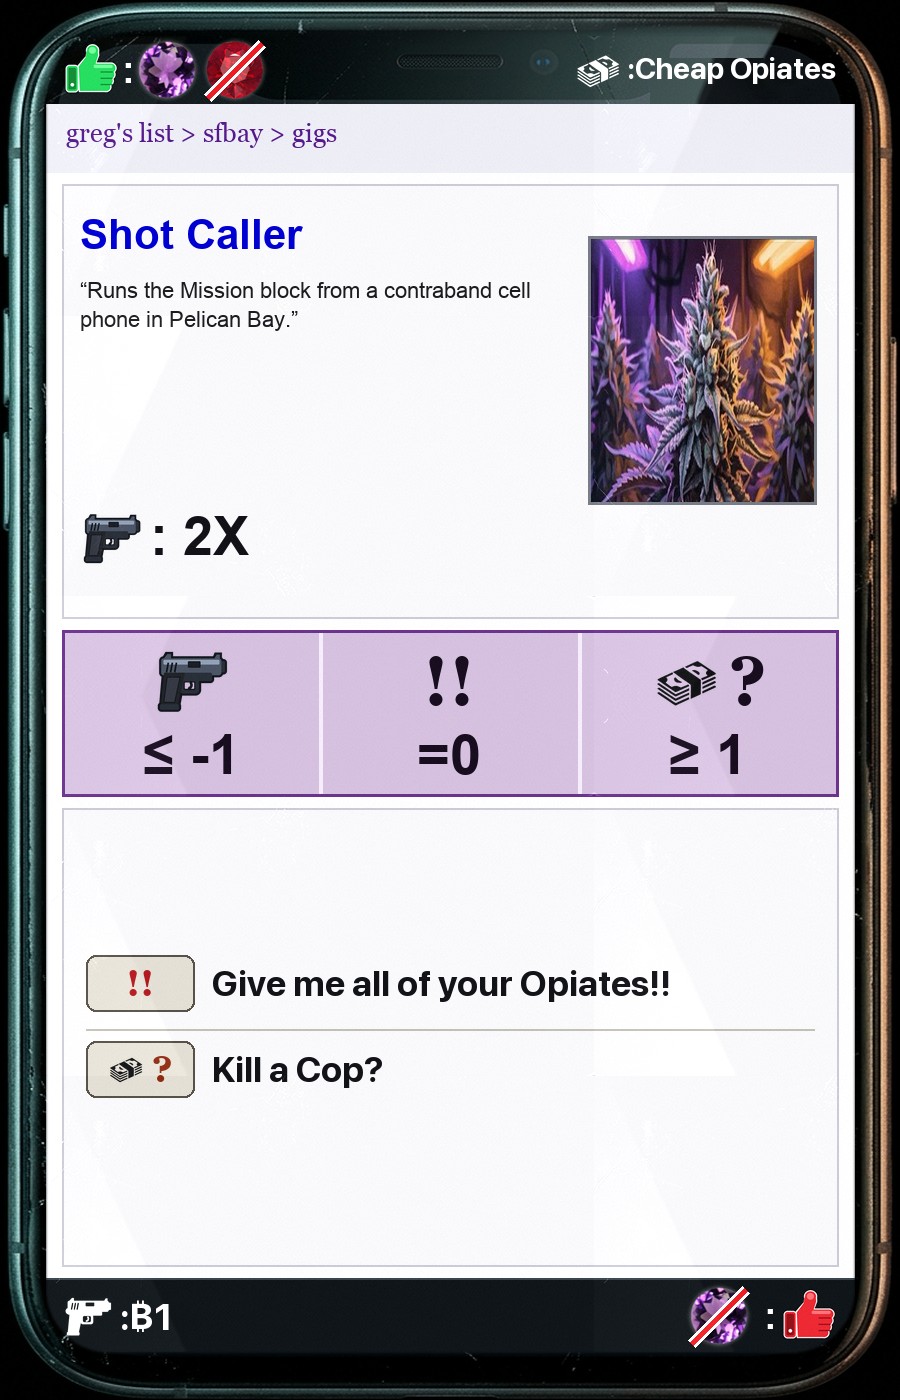 :
:Cheap Opiates
greg's list > sfbay > gigs
Shot Caller
“Runs the Mission block from a contraband cell
phone in Pelican Bay.”
: 2X
!! ?
≤ -1 =0 ≥ 1
!! Give me all of your Opiates!!
? Kill a Cop?
:₿1 :